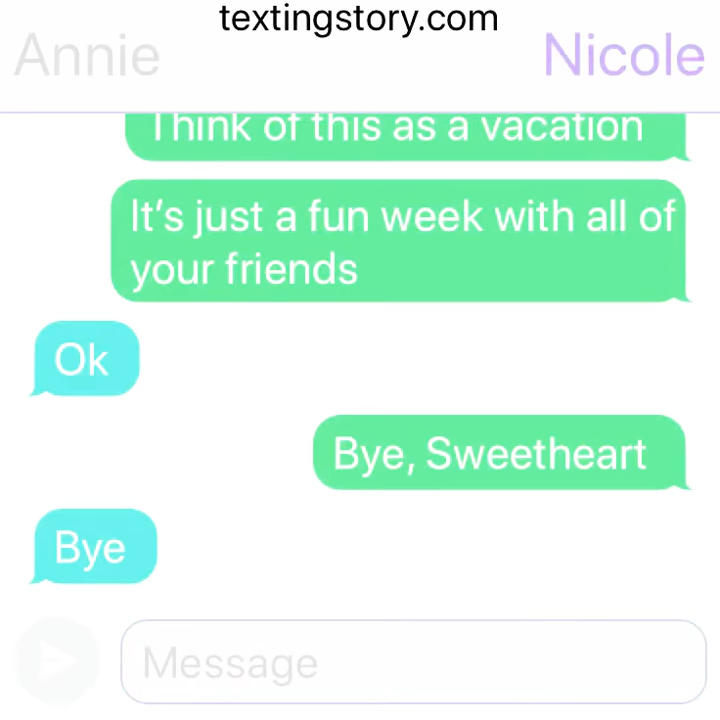 textingstory.com
Annie
Nicole
Think of this as a vacation
It's just a fun week with all of
your friends
Ok
Bye, Sweetheart
Bye
Message